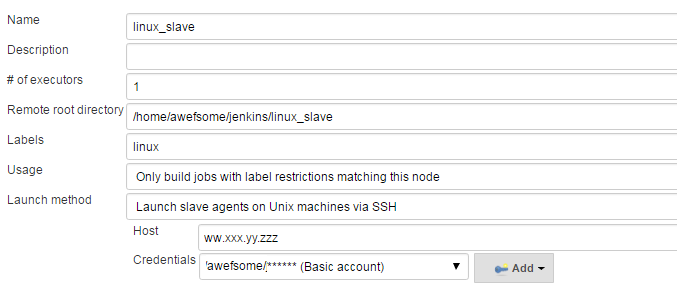 Name linux_slave
Description
# of executors 1
Remote root directory /home/awefsome/jenkins/linux_slave
Labels linux
Usage Only build jobs with label restrictions matching this node
Launch method Launch slave agents on Unix machines via SSH
Host ww.xxx.yy.zzz
Credentials 'awefsome/****** (Basic account) Add